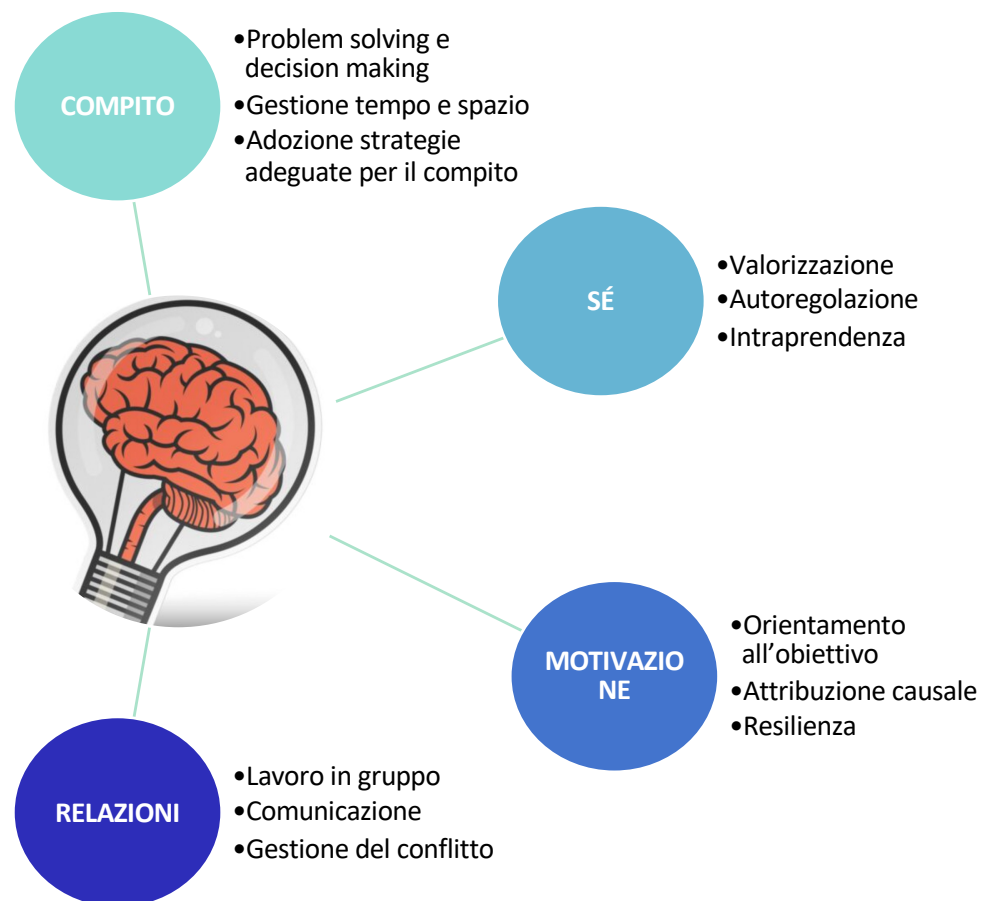 COMPITO
•Problem solving e
decision making
•Gestione tempo e spazio
•Adozione strategie
adeguate per il compito
SÉ
•Valorizzazione
•Autoregolazione
•Intraprendenza
MOTIVAZIO
NE
•Orientamento
all’obiettivo
•Attribuzione causale
•Resilienza
RELAZIONI
•Lavoro in gruppo
•Comunicazione
•Gestione del conflitto